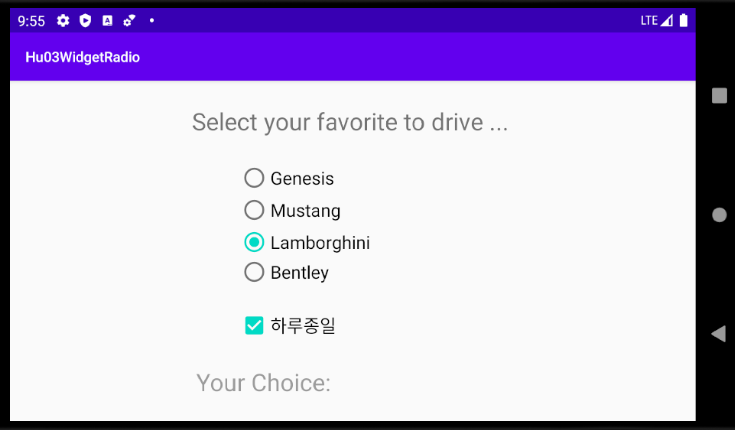 9:55 LTE
Hu03WidgetRadio
Select your favorite to drive ...
Genesis
Mustang
Lamborghini
Bentley
하루종일
Your Choice: